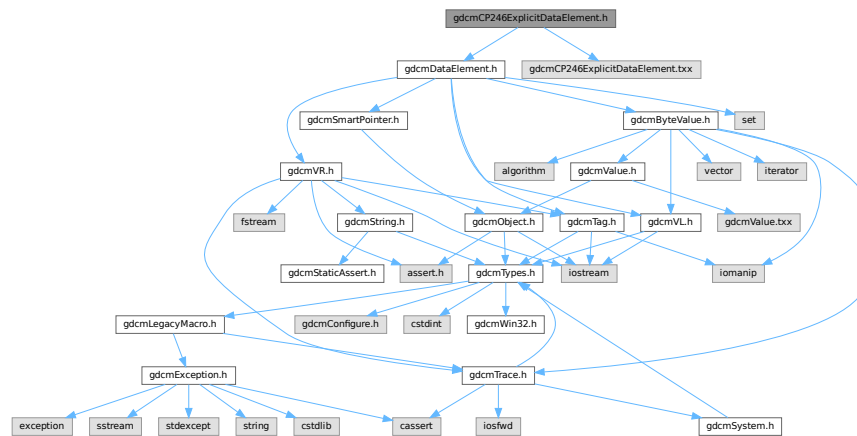 gdcmCP246ExplicitDataElement.h
gdcmDataElement.h
gdcmCP246ExplicitDataElement.txx
gdcmSmartPointer.h
gdcmByteValue.h
set
gdcmVR.h
algorithm
gdcmValue.h
vector
iterator
fstream
gdcmString.h
gdcmObject.h
gdcmTag.h
gdcmVL.h
gdcmValue.txx
gdcmStaticAssert.h
assert.h
gdcmTypes.h
iostream
iomanip
gdcmLegacyMacro.h
gdcmConfigure.h
cstdint
gdcmWin32.h
gdcmException.h
gdcmTrace.h
exception
sstream
stdexcept
string
cstdlib
cassert
iosfwd
gdcmSystem.h